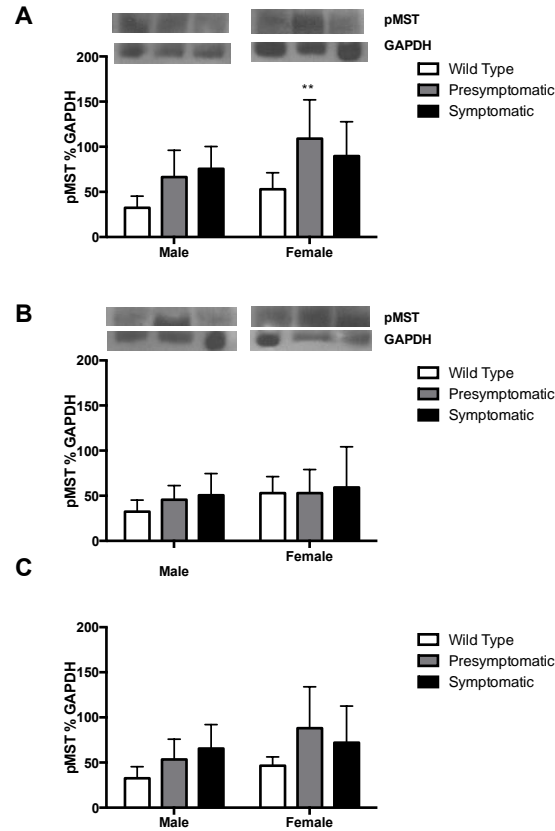 A
pMST
GAPDH
200
150
100
50
0
pMST % GAPDH
**
Male
Female
Wild Type
Presymptomatic
Symptomatic
B
pMST
GAPDH
200
150
100
50
0
pMST % GAPDH
Male
Female
Wild Type
Presymptomatic
Symptomatic
C
200
150
100
50
0
pMST % GAPDH
Male
Female
Wild Type
Presymptomatic
Symptomatic